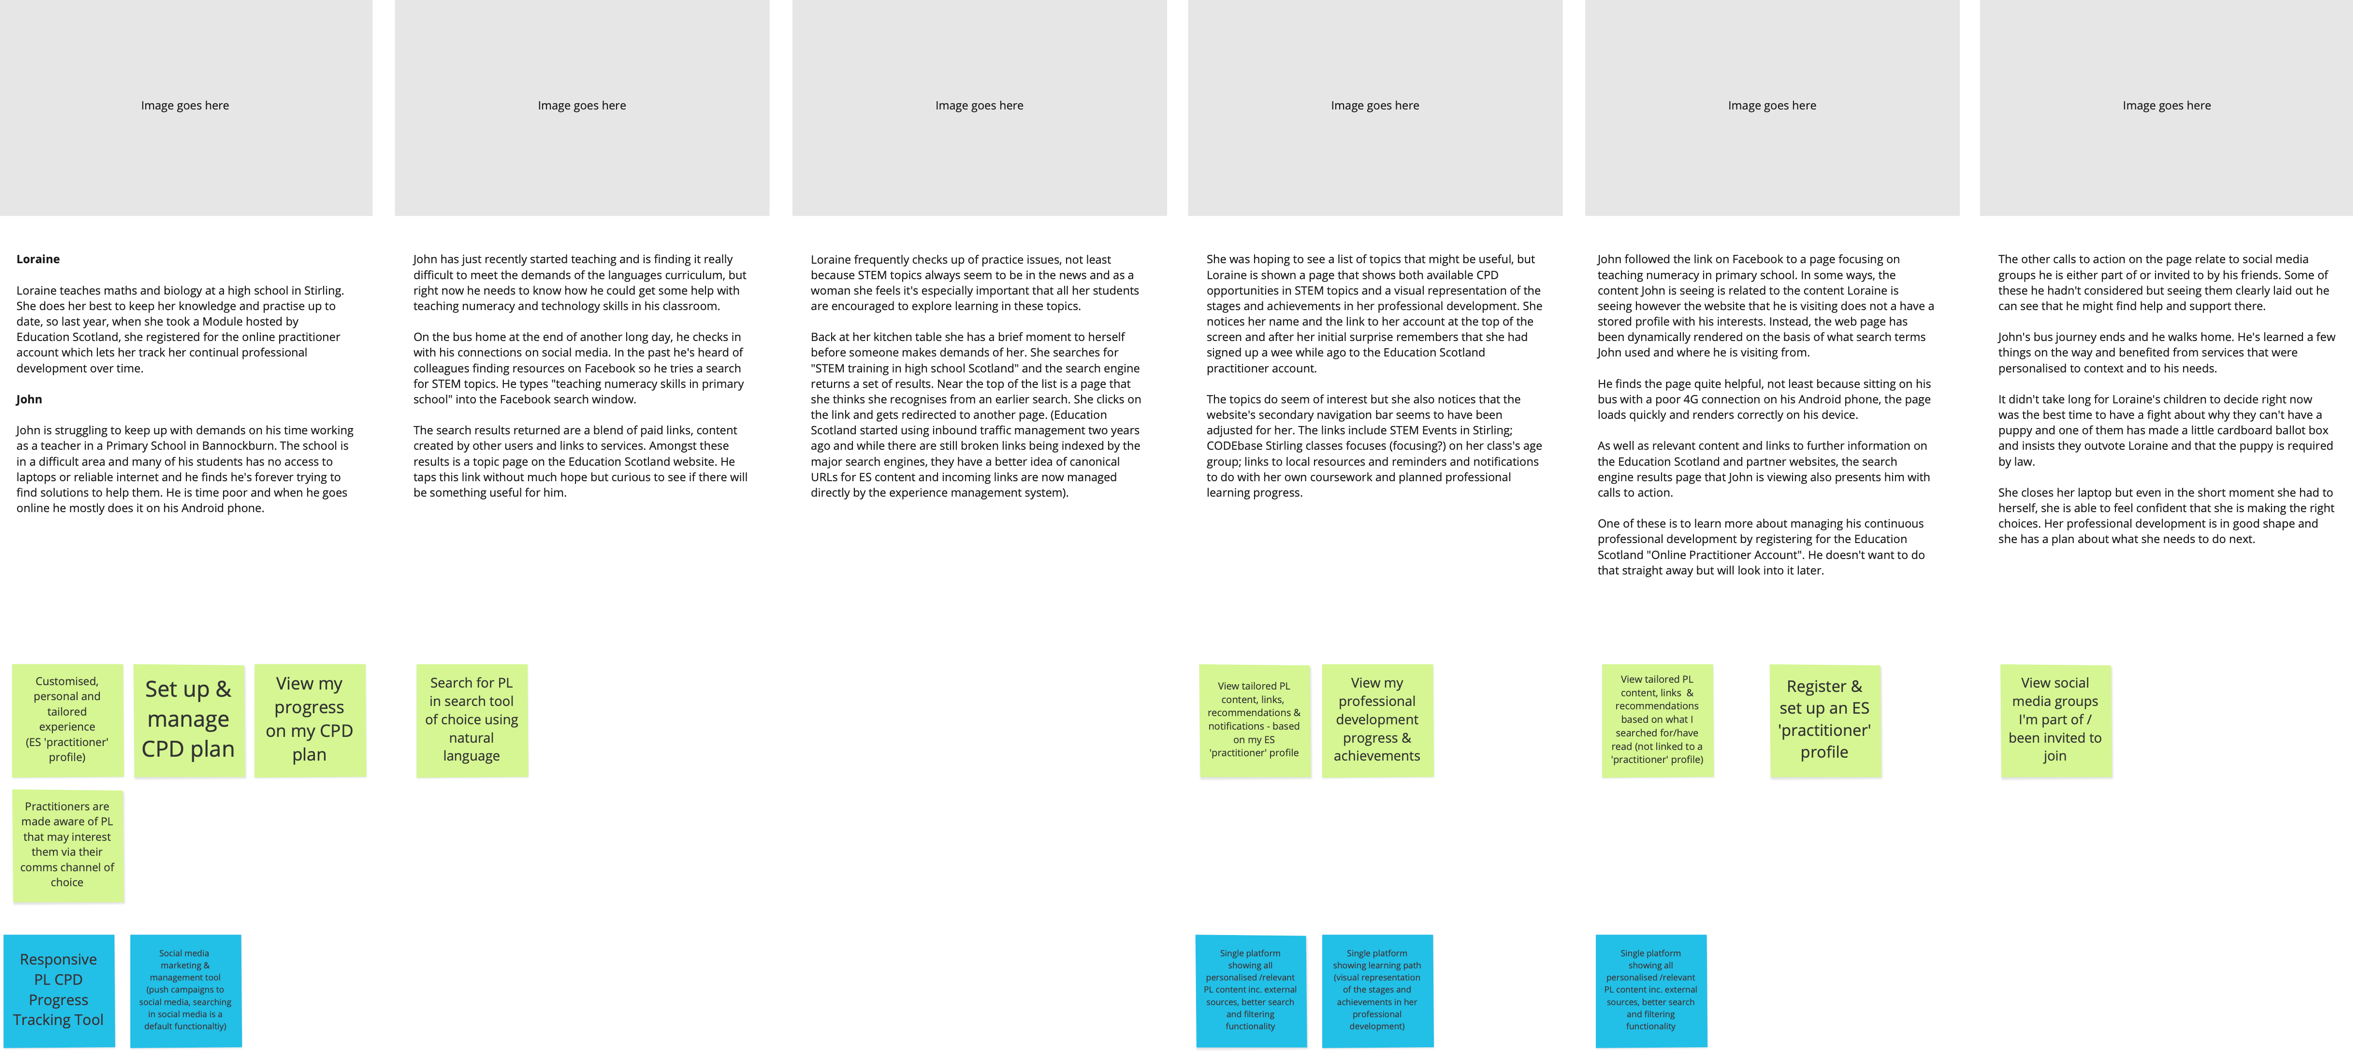 Image goes here
Image goes here
Image goes here
Image goes here
Image goes here
Image goes here
Loraine
Loraine teaches maths and biology at a high school in Stirling.
She does her best to keep her knowledge and practise up to
date, so last year, when she took a Module hosted by
Education Scotland, she registered for the online practitioner
account which lets her track her continual professional
development over time.
John
John is struggling to keep up with demands on his time working
as a teacher in a Primary School in Bannockburn. The school is
in a difficult area and many of his students has no access to
laptops or reliable internet and he finds he's forever trying to
find solutions to help them. He is time poor and when he goes
online he mostly does it on his Android phone.
John has just recently started teaching and is finding it really
difficult to meet the demands of the languages curriculum, but
right now he needs to know how he could get some help with
teaching numeracy and technology skills in his classroom.
On the bus home at the end of another long day, he checks in
with his connections on social media. In the past he's heard of
colleagues finding resources on Facebook so he tries a search
for STEM topics. He types "teaching numeracy skills in primary
school" into the Facebook search window.
The search results returned are a blend of paid links, content
created by other users and links to services. Amongst these
results is a topic page on the Education Scotland website. He
taps this link without much hope but curious to see if there will
be something useful for him.
Loraine frequently checks up of practice issues, not least
because STEM topics always seem to be in the news and as a
woman she feels it's especially important that all her students
are encouraged to explore learning in these topics.
Back at her kitchen table she has a brief moment to herself
before someone makes demands of her. She searches for
"STEM training in high school Scotland" and the search engine
returns a set of results. Near the top of the list is a page that
she thinks she recognises from an earlier search. She clicks on
the link and gets redirected to another page. (Education
Scotland started using inbound traffic management two years
ago and while there are still broken links being indexed by the
major search engines, they have a better idea of canonical
URLs for ES content and incoming links are now managed
directly by the experience management system).
She was hoping to see a list of topics that might be useful, but
Loraine is shown a page that shows both available CPD
opportunities in STEM topics and a visual representation of the
stages and achievements in her professional development. She
notices her name and the link to her account at the top of the
screen and after her initial surprise remembers that she had
signed up a wee while ago to the Education Scotland
practitioner account.
The topics do seem of interest but she also notices that the
website's secondary navigation bar seems to have been
adjusted for her. The links include STEM Events in Stirling;
CODEbase Stirling classes focuses (focusing?) on her class's age
group; links to local resources and reminders and notifications
to do with her own coursework and planned professional
learning progress.
John followed the link on Facebook to a page focusing on
teaching numeracy in primary school. In some ways, the
content John is seeing is related to the content Loraine is
seeing however the website that he is visiting does not a have a
stored profile with his interests. Instead, the web page has
been dynamically rendered on the basis of what search terms
John used and where he is visiting from.
He finds the page quite helpful, not least because sitting on his
bus with a poor 4G connection on his Android phone, the page
loads quickly and renders correctly on his device.
As well as relevant content and links to further information on
the Education Scotland and partner websites, the search
engine results page that John is viewing also presents him with
calls to action.
One of these is to learn more about managing his continuous
professional development by registering for the Education
Scotland "Online Practitioner Account". He doesn't want to do
that straight away but will look into it later.
The other calls to action on the page relate to social media
groups he is either part of or invited to by his friends. Some of
these he hadn't considered but seeing them clearly laid out he
can see that he might find help and support there.
John's bus journey ends and he walks home. He's learned a few
things on the way and benefited from services that were
personalised to context and to his needs.
It didn't take long for Loraine's children to decide right now
was the best time to have a fight about why they can't have a
puppy and one of them has made a little cardboard ballot box
and insists they outvote Loraine and that the puppy is required
by law.
She closes her laptop but even in the short moment she had to
herself, she is able to feel confident that she is making the right
choices. Her professional development is in good shape and
she has a plan about what she needs to do next.
Customised,
personal and
tailored
experience
(ES 'practitioner'
profile)
Set up &
manage
CPD plan
View my
progress
on my CPD
plan
Search for PL
in search tool
of choice using
natural
language
View tailored PL
content, links,
recommendations &
notifications - based
on my ES
'practitioner' profile
View my
professional
development
progress &
achievements
View tailored PL
content, links &
recommendations
based on what I
searched for/have
read (not linked to a
'practitioner' profile)
Register &
set up an ES
'practitioner'
profile
View social
media groups
I'm part of /
been invited to
join
Practitioners are
made aware of PL
that may interest
them via their
comms channel of
choice
Responsive
PL CPD
Progress
Tracking Tool
Social media
marketing &
management tool
(push campaigns to
social media, searching
in social media is a
default functionaltiy)
Single platform
showing all
personalised /relevant
PL content inc. external
sources, better search
and filtering
functionality
Single platform
showing learning path
(visual representation
of the stages and
achievements in her
professional
development)
Single platform
showing all
personalised /relevant
PL content inc. external
sources, better search
and filtering
functionality